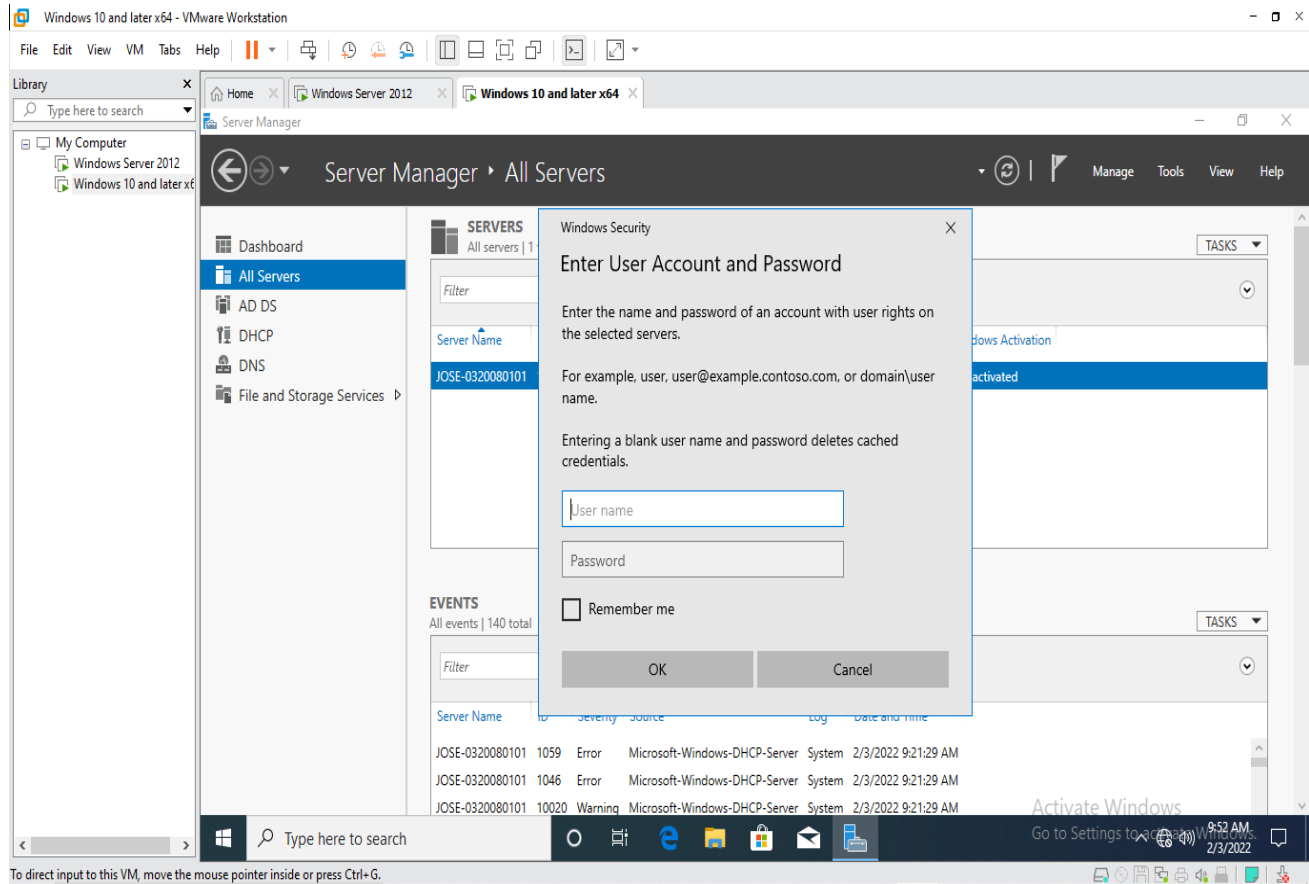 Windows 10 and later x64 - VMware Workstation
File Edit View VM Tabs Help
Library
Type here to search
My Computer
Windows Server 2012
Windows 10 and later x6
Home
Windows Server 2012
Windows 10 and later x64
Server Manager
Server Manager • All Servers
Manage Tools View Help
Dashboard
All Servers
AD DS
DHCP
DNS
File and Storage Services
SERVERS
All servers | 1
TASKS
Filter
Server Name
dows Activation
JOSE-0320080101
activated
Windows Security
Enter User Account and Password
Enter the name and password of an account with user rights on
the selected servers.
For example, user, user@example.contoso.com, or domain\user
name.
Entering a blank user name and password deletes cached
credentials.
User name
Password
Remember me
OK
Cancel
EVENTS
All events | 140 total
TASKS
Filter
Server Name ID Severity Source Log Date and Time
JOSE-0320080101 1059 Error Microsoft-Windows-DHCP-Server System 2/3/2022 9:21:29 AM
JOSE-0320080101 1046 Error Microsoft-Windows-DHCP-Server System 2/3/2022 9:21:29 AM
JOSE-0320080101 10020 Warning Microsoft-Windows-DHCP-Server System 2/3/2022 9:21:29 AM
Activate Windows
Go to Settings to activate Windows.
Type here to search
9:52 AM
2/3/2022
To direct input to this VM, move the mouse pointer inside or press Ctrl+G.